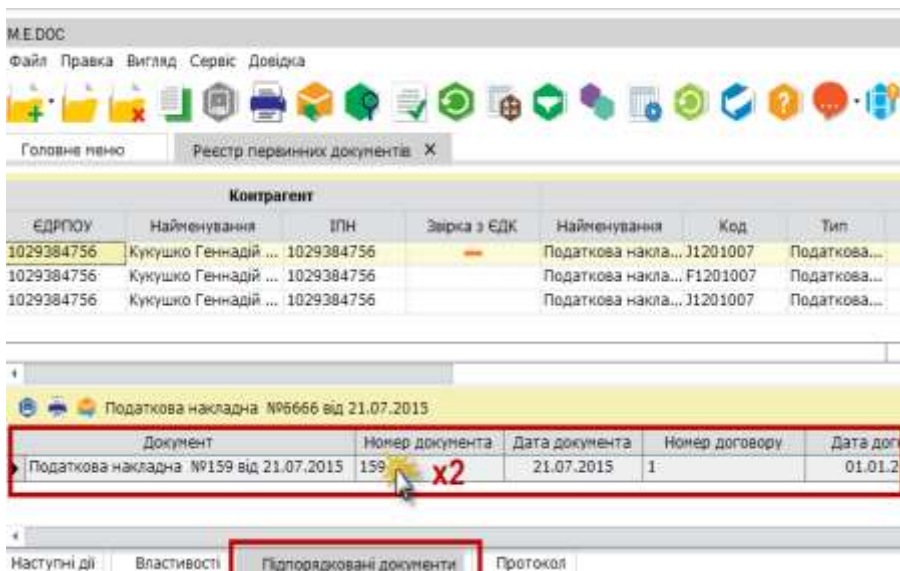 M.E.DOC
Файл Правка Вигляд Сервіс Довідка
Головне меню Реєстр первинних документів X
Контрагент
ЄДРПОУ Найменування ІПН Звірка з ЄДК Найменування Код Тип
1029384756 Кукушко Геннадій ... 1029384756 Податкова накла... J1201007 Податкова...
1029384756 Кукушко Геннадій ... 1029384756 Податкова накла... F1201007 Податкова...
1029384756 Кукушко Геннадій ... 1029384756 Податкова накла... J1201007 Податкова...
Податкова накладна №6666 від 21.07.2015
Документ Номер документа Дата документа Номер договору Дата дог
Податкова накладна №159 від 21.07.2015 159 x2 21.07.2015 1 01.01.2
Наступні дії Властивості Підпорядковані документи Протокол